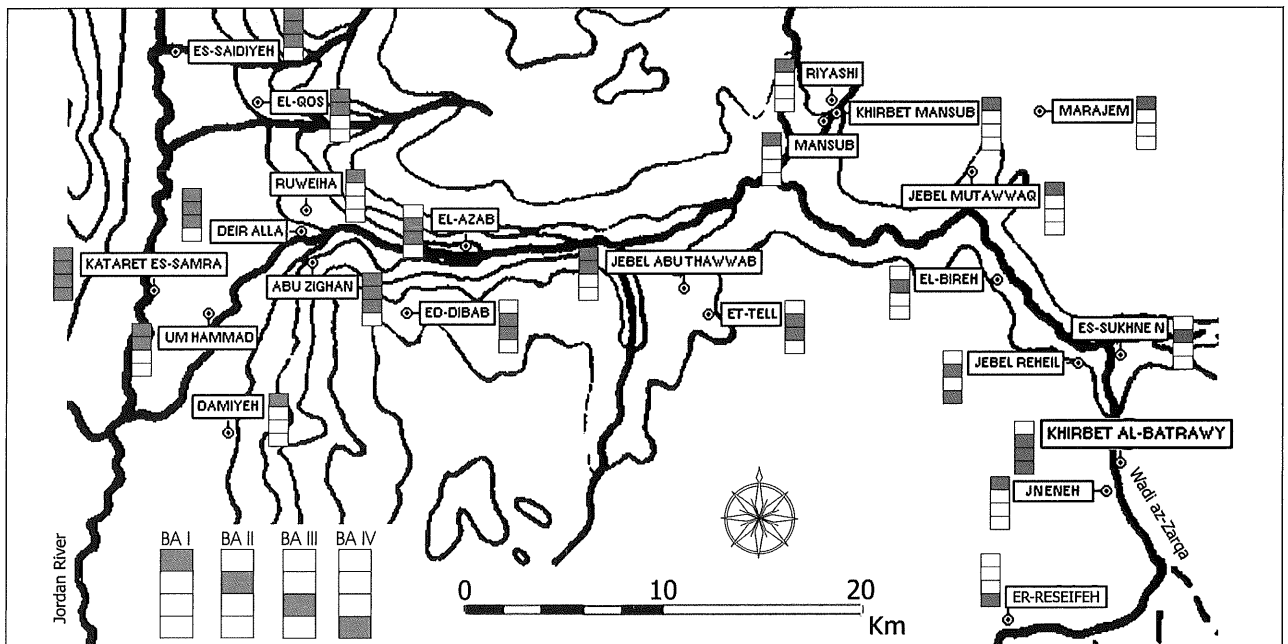 ES-SAIDIYEH
RIYASHI
EL-QOS
KHIRBET MANSUB
MARAJEM
MANSUB
RUWEIHA
JEBEL MUTAWWAQ
EL-AZAB
DEIR ALLA
KATARET ES-SAMRA
JEBEL ABU THAWWAB
EL-BIREH
ABU ZIGHAN
ED-DIBAB
ET-TELL
UM HAMMAD
ES-SUKHNE N
JEBEL REHEIL
DAMIYEH
KHIRBET AL-BATRAWY
JNENEH
Wadi az-Zarqa
BA I BA II BA III BA IV
Jordan River
0 10 20
Km
ER-RESEIFEH